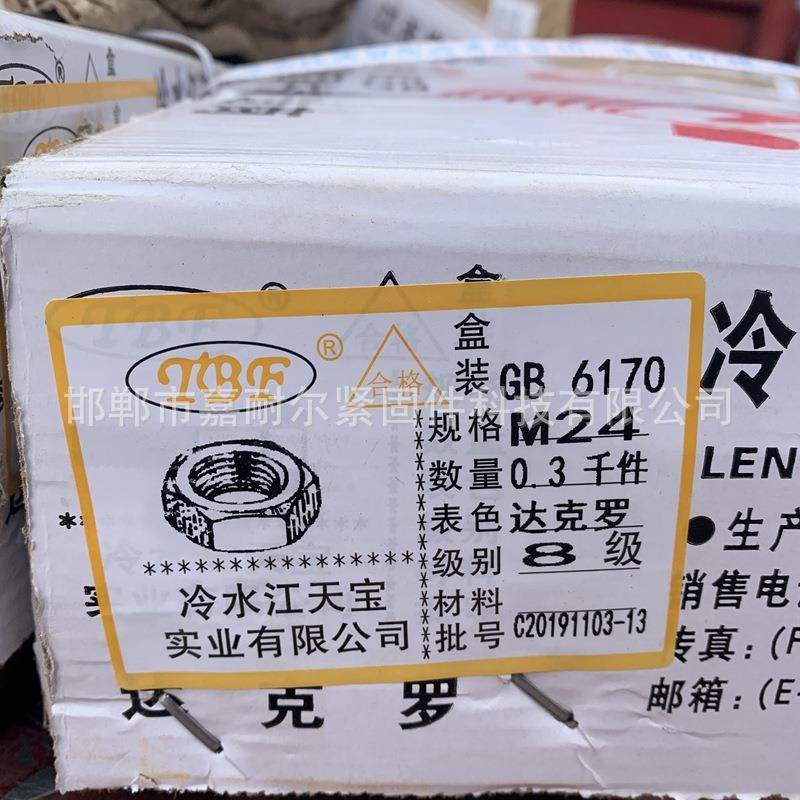 TBF ®
合格
盒盒装 GB 6170
规格 M24
数量 0.3 千件
表色 达克罗
级别 8 级
材料
批号 C20191103-13
******************
冷水江天宝
实业有限公司
邯郸市嘉耐尔紧固件科技有限公司
达克罗
冷
LEN
●生产
销售电
传真:(F
邮箱:(E-